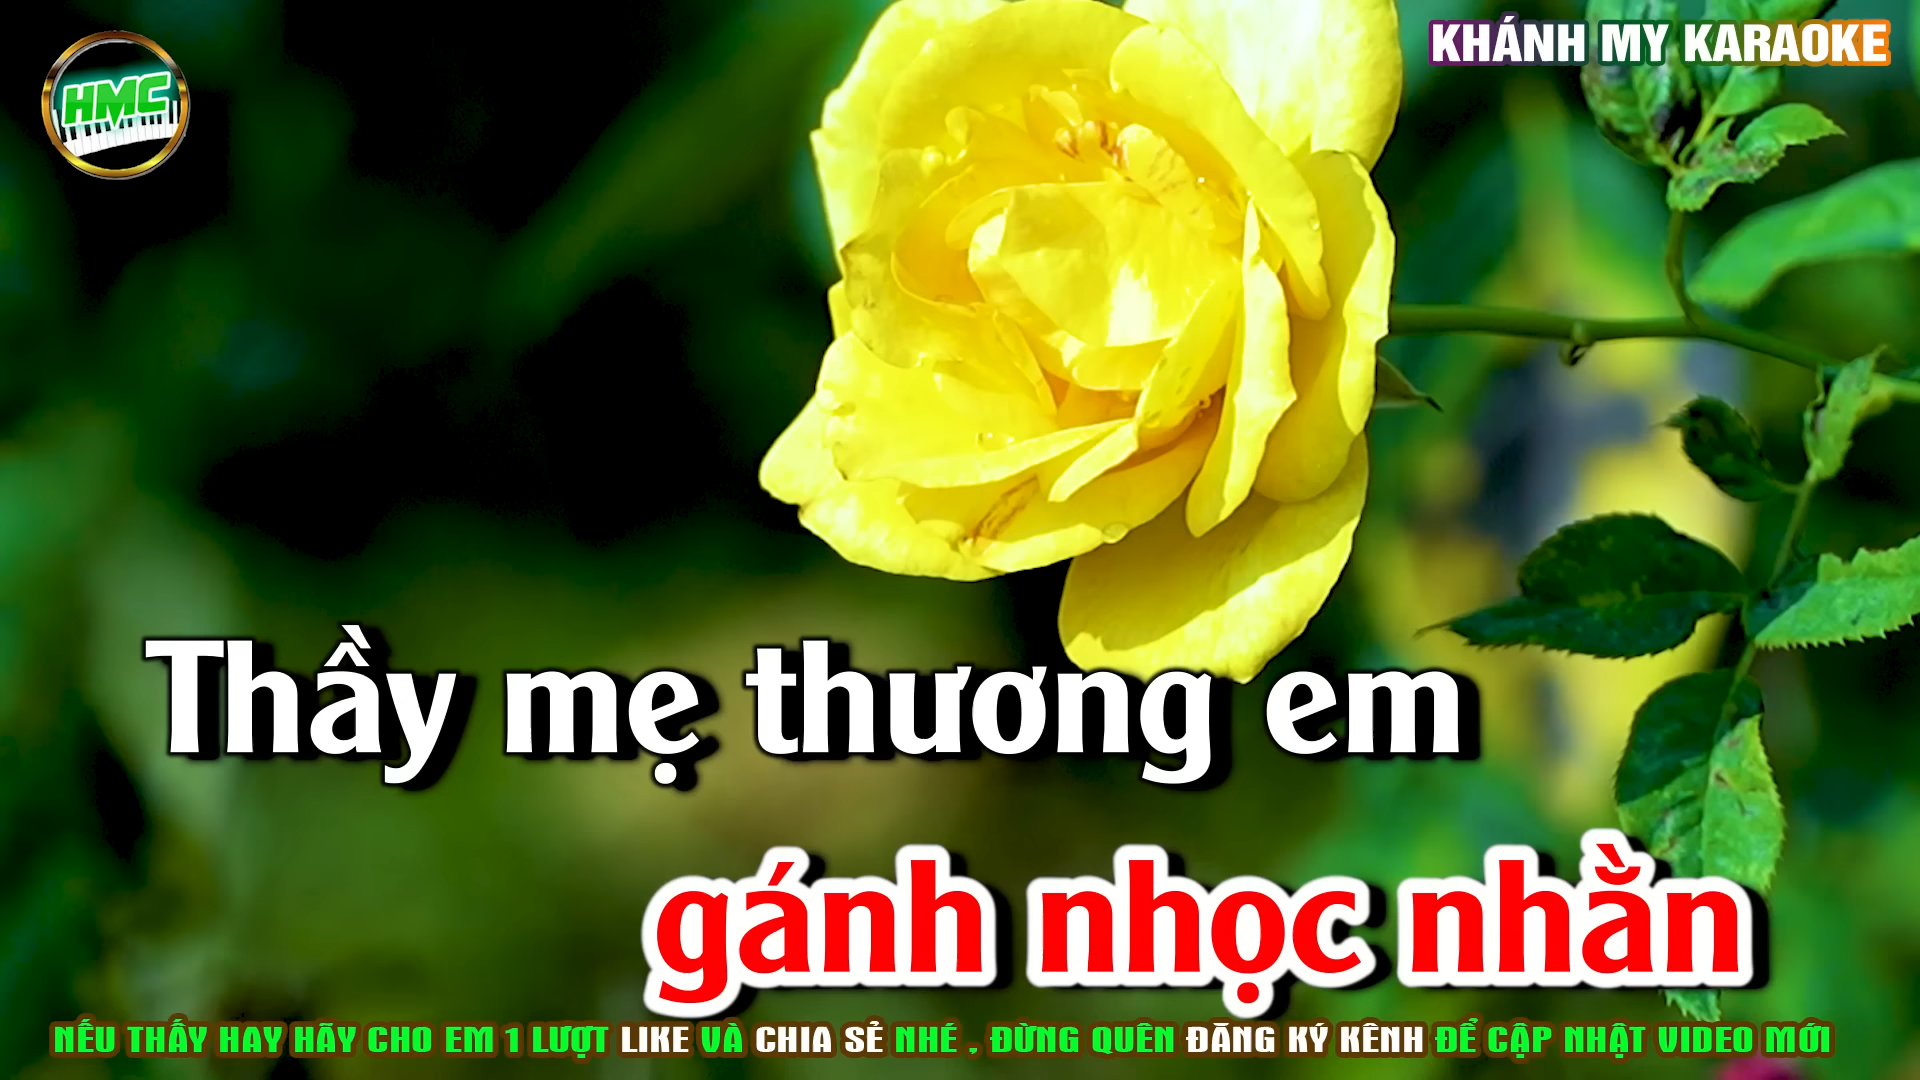 HMC
KHÁNH MY KARAOKE
Thầy mẹ thương em
gánh nhọc nhằn
NẾU THẤY HAY HÃY CHO EM 1 LƯỢT LIKE VÀ CHIA SẺ NHÉ , ĐỪNG QUÊN ĐĂNG KÝ KÊNH ĐỂ CẬP NHẬT VIDEO MỚI